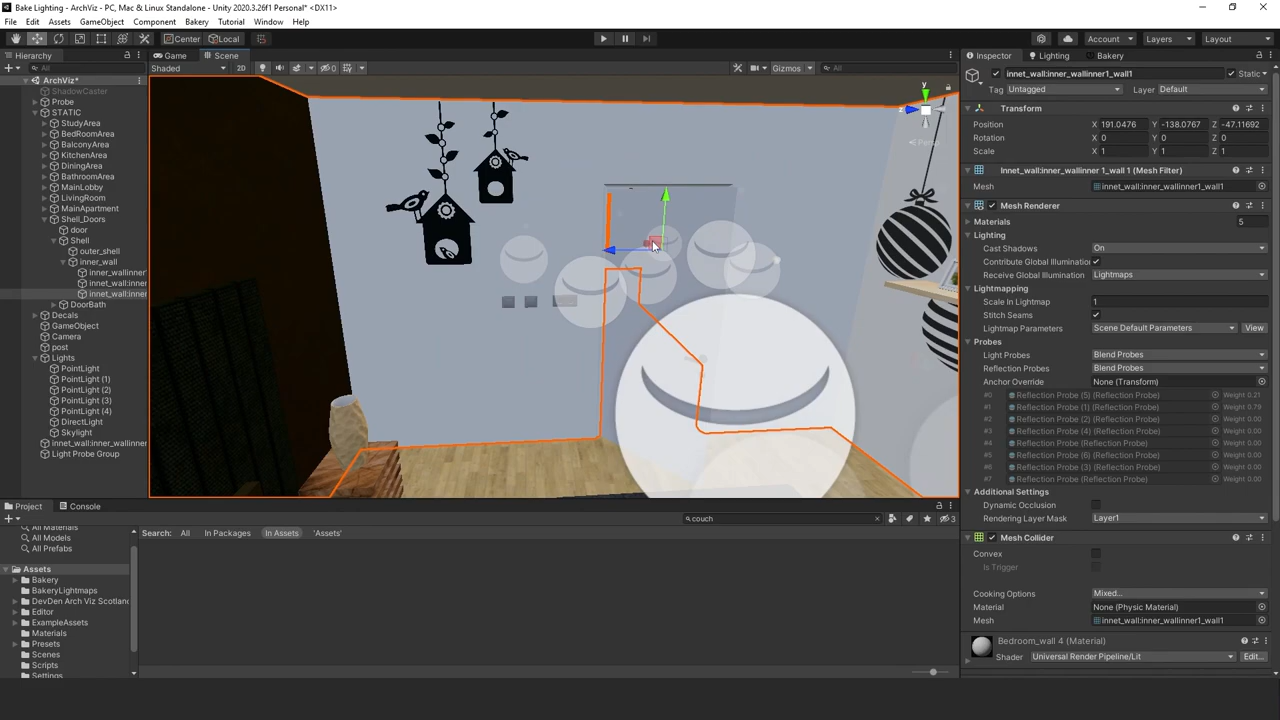 Bake Lighting - ArchViz - PC, Mac & Linux Standalone - Unity 2020.3.26f1 Personal* <DX11>
File Edit Assets GameObject Component Bakery Tutorial Window Help
Center Local Account Layers Layout
Hierarchy Game Scene Inspector Lighting Bakery
All Shaded 2D 0 Gizmos All
innet_wall:inner_wallinner1_wall1 Static
Tag Untagged Layer Default
ArchViz*
ShadowCaster
Probe
STATIC
StudyArea
BedRoomArea
BalconyArea
KitchenArea
DiningArea
BathroomArea
MainLobby
LivingRoom
MainApartment
Shell_Doors
door
Shell
outer_shell
inner_wall
inner_wallinner
innet_wall:inner
innet_wall:inner
DoorBath
Decals
GameObject
Camera
post
Lights
PointLight
PointLight (1)
PointLight (2)
PointLight (3)
PointLight (4)
DirectLight
Skylight
innet_wall:inner_wallinner
Light Probe Group
y
z
Persp
Transform
Position X 191.0476 Y -138.0767 Z -47.11692
Rotation X 0 Y 0 Z 0
Scale X 1 Y 1 Z 1
Innet_wall:inner_wallinner 1_wall 1 (Mesh Filter)
Mesh innet_wall:inner_wallinner1_wall1
Mesh Renderer
Materials 5
Lighting
Cast Shadows On
Contribute Global Illumination
Receive Global Illumination Lightmaps
Lightmapping
Scale In Lightmap 1
Stitch Seams
Lightmap Parameters Scene Default Parameters View
Probes
Light Probes Blend Probes
Reflection Probes Blend Probes
Anchor Override None (Transform)
#0 Reflection Probe (5) (Reflection Probe) Weight 0.21
#1 Reflection Probe (1) (Reflection Probe) Weight 0.79
#2 Reflection Probe (2) (Reflection Probe) Weight 0.00
#3 Reflection Probe (4) (Reflection Probe) Weight 0.00
#4 Reflection Probe (Reflection Probe) Weight 0.00
#5 Reflection Probe (6) (Reflection Probe) Weight 0.00
#6 Reflection Probe (3) (Reflection Probe) Weight 0.00
#7 Reflection Probe (Reflection Probe) Weight 0.00
Additional Settings
Dynamic Occlusion
Rendering Layer Mask Layer1
Mesh Collider
Convex
Is Trigger
Cooking Options Mixed...
Material None (Physic Material)
Mesh innet_wall:inner_wallinner1_wall1
Bedroom_wall 4 (Material)
Shader Universal Render Pipeline/Lit Edit...
Project Console
couch 3
Search: All In Packages In Assets 'Assets'
All Materials
All Models
All Prefabs
Assets
Bakery
BakeryLightmaps
DevDen Arch Viz Scotland
Editor
ExampleAssets
Materials
Presets
Scenes
Scripts
Settings